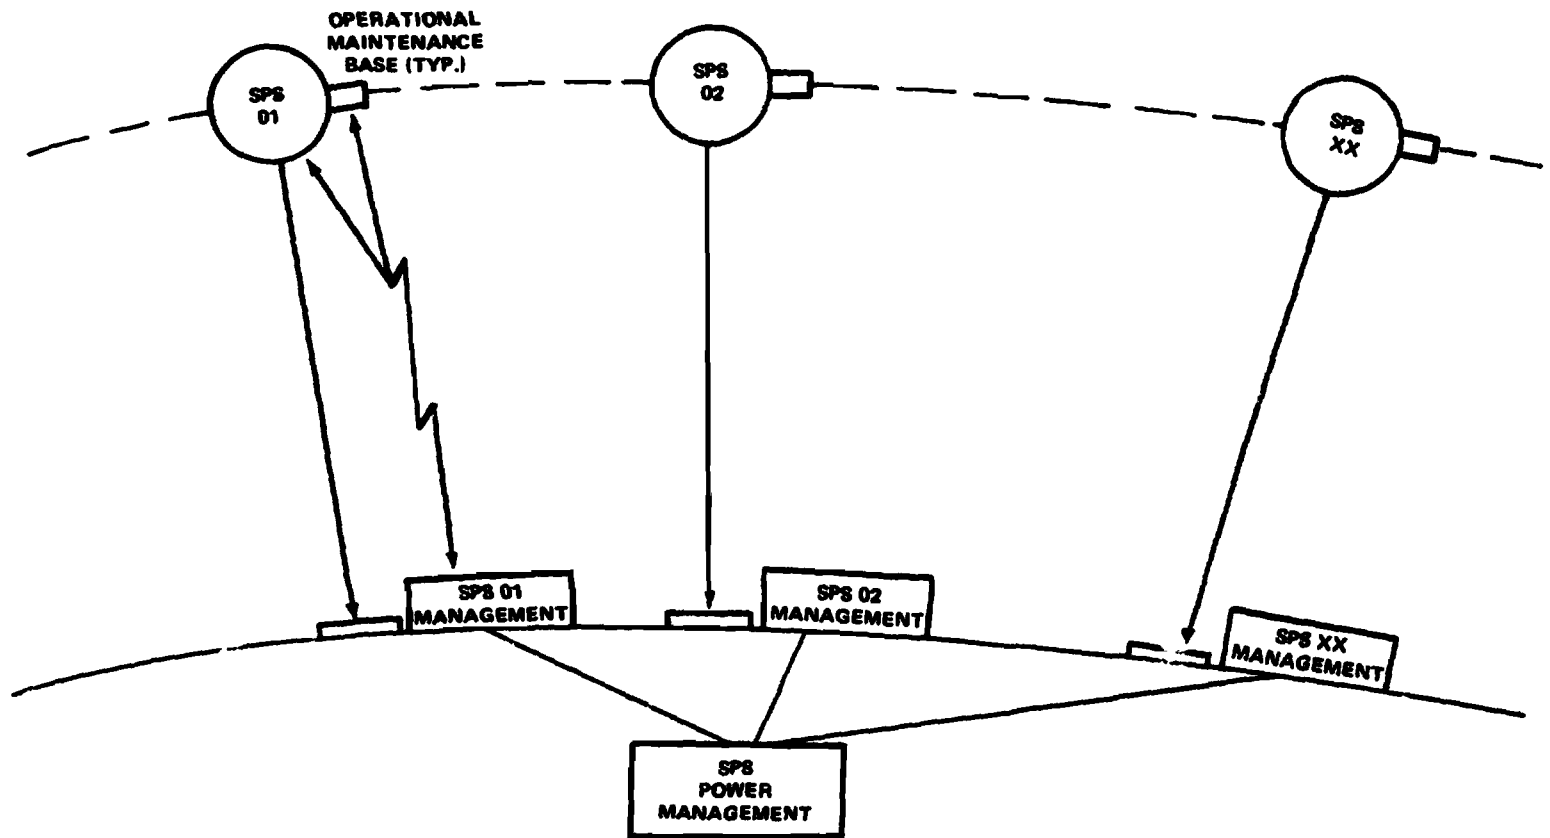 OPERATIONAL
MAINTENANCE
BASE (TYP.)
SPS
01
SPS
02
SPS
XX
SPS 01
MANAGEMENT
SPS 02
MANAGEMENT
SPS XX
MANAGEMENT
SPS
POWER
MANAGEMENT